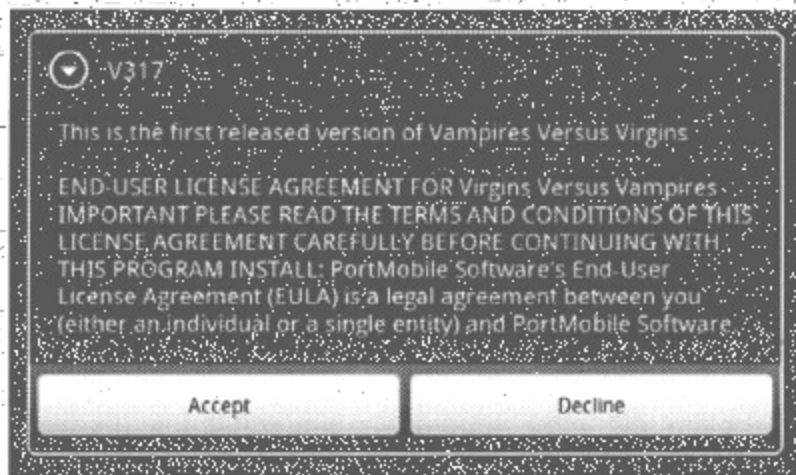 V317
This is the first released version of Vampires Versus Virgins
END-USER LICENSE AGREEMENT FOR Virgins Versus Vampires
IMPORTANT PLEASE READ THE TERMS AND CONDITIONS OF THIS
LICENSE AGREEMENT CAREFULLY BEFORE CONTINUING WITH
THIS PROGRAM INSTALL: PortMobile Software's End-User
License Agreement (EULA) is a legal agreement between you
(either an individual or a single entity) and PortMobile Software
Accept
Decline